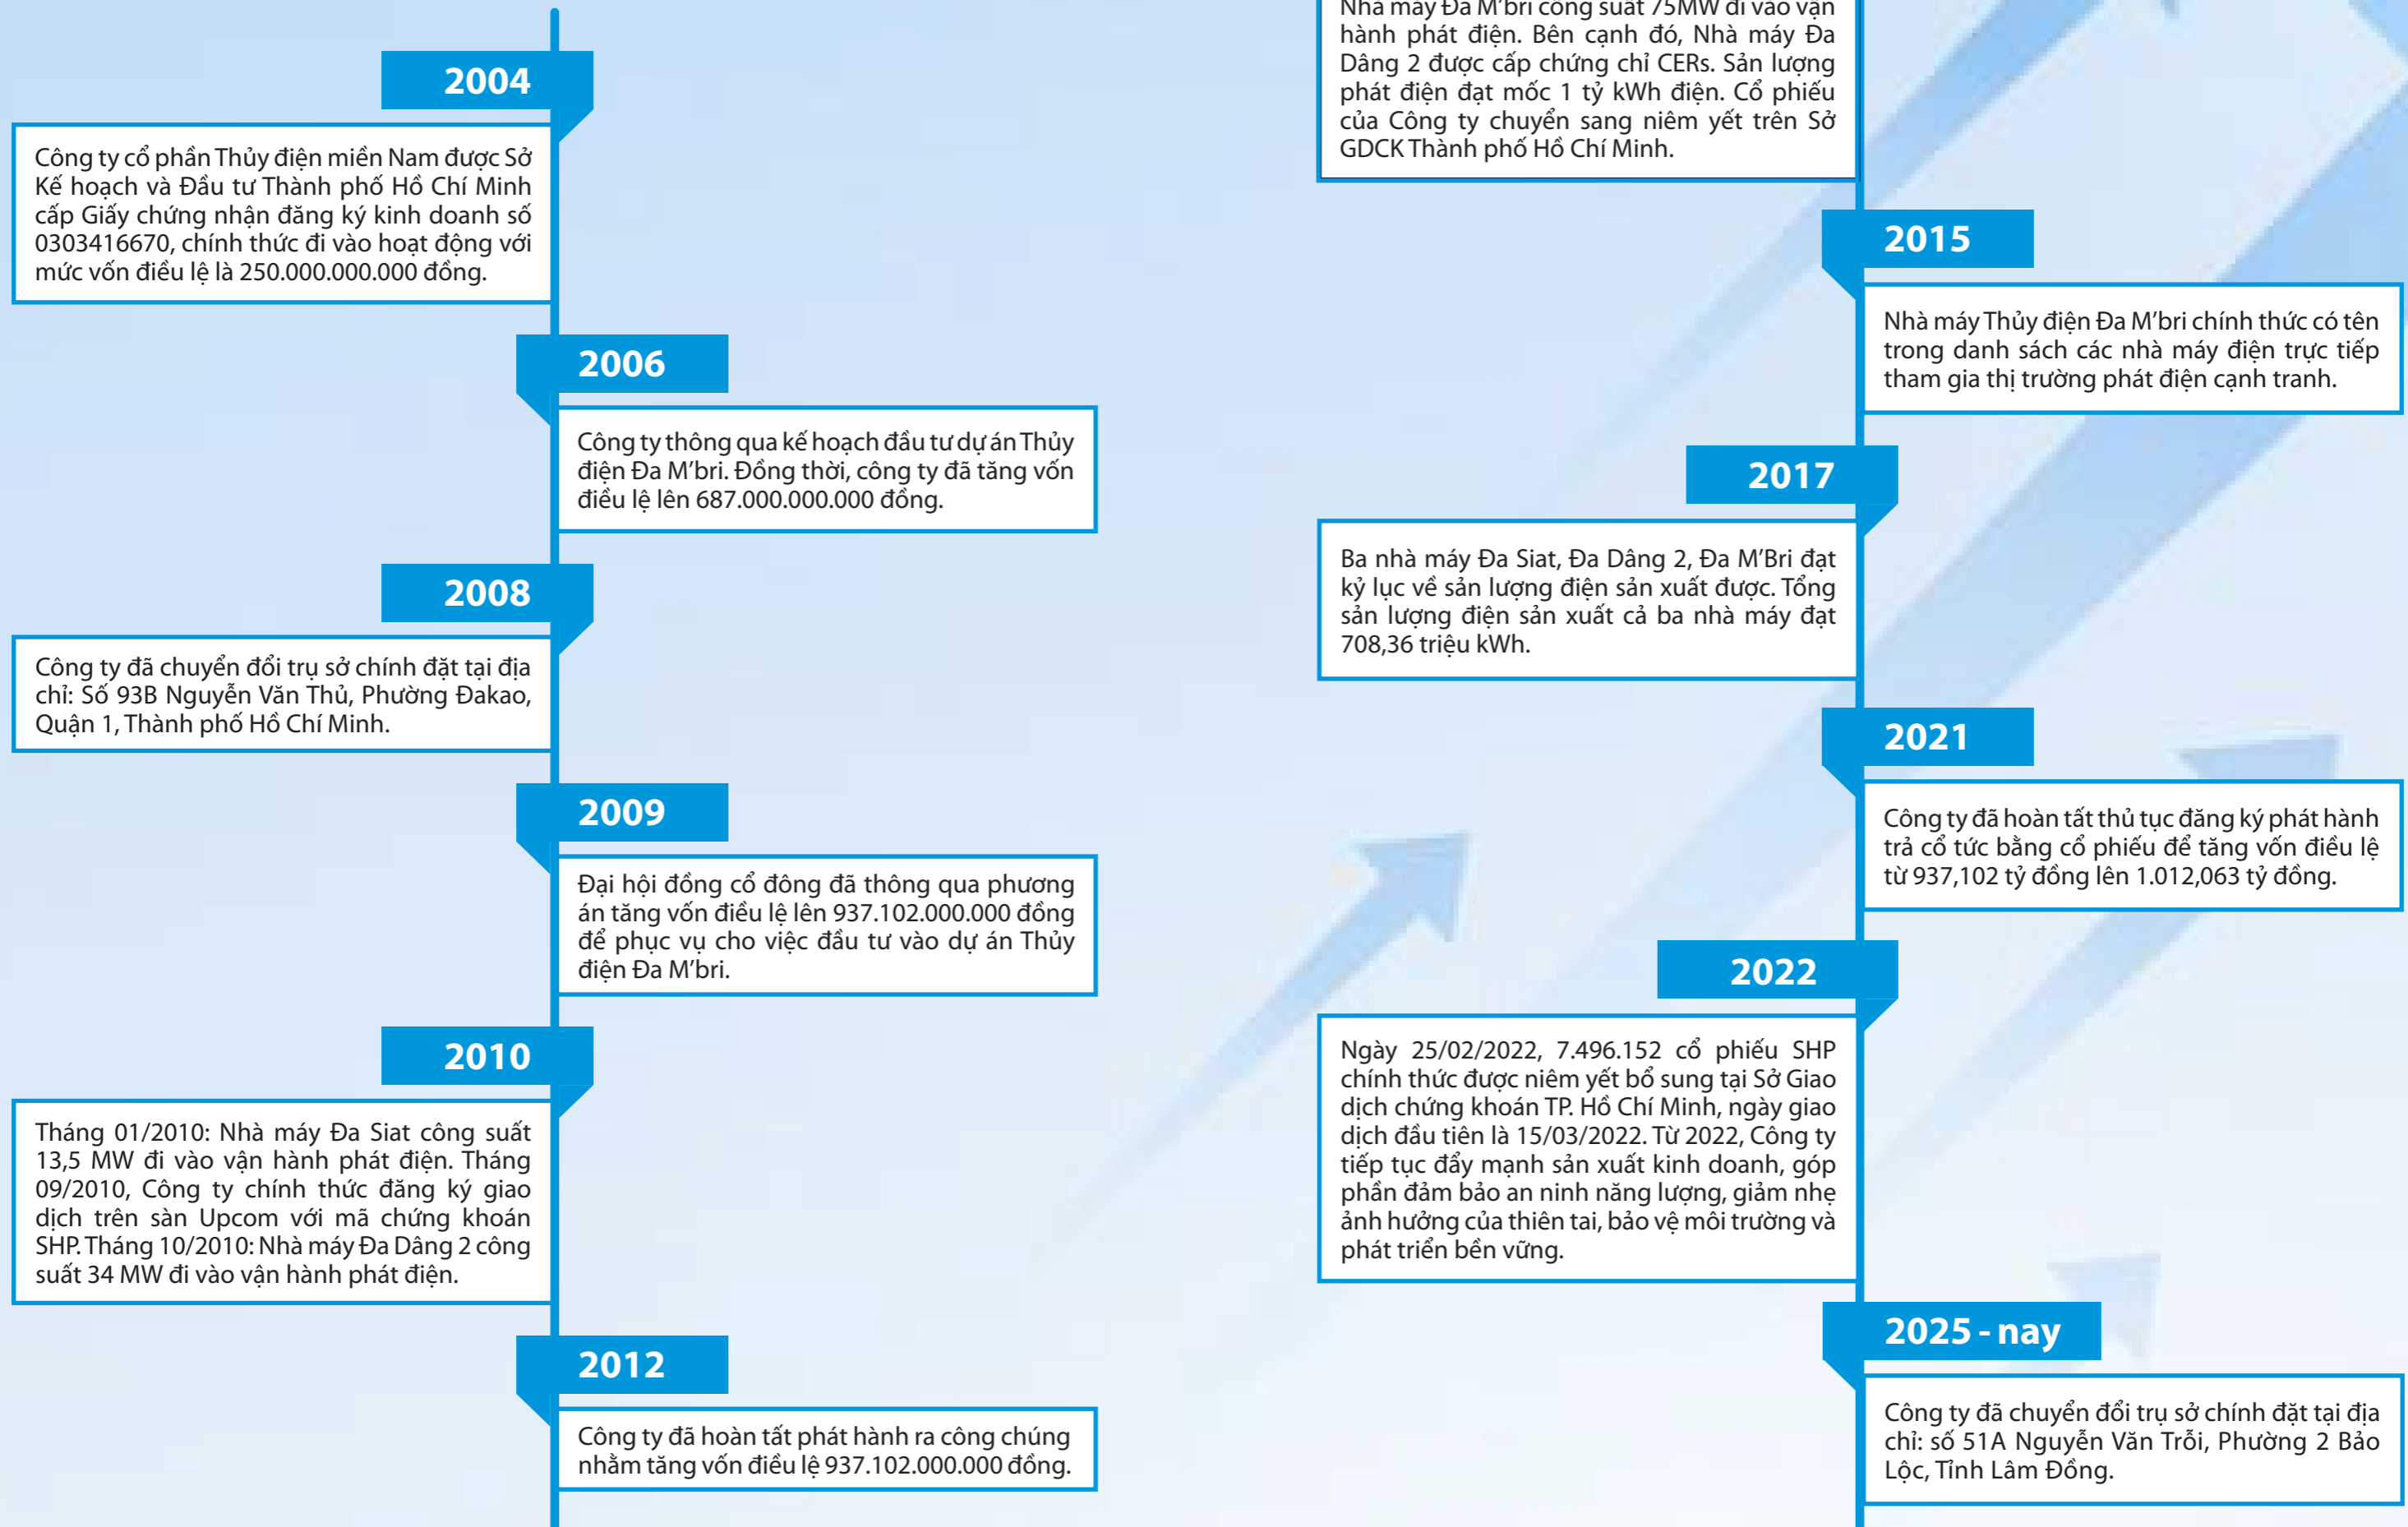 2004
Công ty cổ phần Thủy điện miền Nam được Sở
Kế hoạch và Đầu tư Thành phố Hồ Chí Minh
cấp Giấy chứng nhận đăng ký kinh doanh số
0303416670, chính thức đi vào hoạt động với
mức vốn điều lệ là 250.000.000.000 đồng.
2006
Công ty thông qua kế hoạch đầu tư dự án Thủy
điện Đa M'bri. Đồng thời, công ty đã tăng vốn
điều lệ lên 687.000.000.000 đồng.
2008
Công ty đã chuyển đổi trụ sở chính đặt tại địa
chỉ: Số 93B Nguyễn Văn Thủ, Phường Đakao,
Quận 1, Thành phố Hồ Chí Minh.
2009
Đại hội đồng cổ đông đã thông qua phương
án tăng vốn điều lệ lên 937.102.000.000 đồng
để phục vụ cho việc đầu tư vào dự án Thủy
điện Đa M'bri.
2010
Tháng 01/2010: Nhà máy Đa Siat công suất
13,5 MW đi vào vận hành phát điện. Tháng
09/2010, Công ty chính thức đăng ký giao
dịch trên sàn Upcom với mã chứng khoán
SHP. Tháng 10/2010: Nhà máy Đa Dâng 2 công
suất 34 MW đi vào vận hành phát điện.
2012
Công ty đã hoàn tất phát hành ra công chúng
nhằm tăng vốn điều lệ 937.102.000.000 đồng.
Nhà máy Đa M'bri công suất 75MW đi vào vận
hành phát điện. Bên cạnh đó, Nhà máy Đa
Dâng 2 được cấp chứng chỉ CERs. Sản lượng
phát điện đạt mốc 1 tỷ kWh điện. Cổ phiếu
của Công ty chuyển sang niêm yết trên Sở
GDCK Thành phố Hồ Chí Minh.
2015
Nhà máy Thủy điện Đa M'bri chính thức có tên
trong danh sách các nhà máy điện trực tiếp
tham gia thị trường phát điện cạnh tranh.
2017
Ba nhà máy Đa Siat, Đa Dâng 2, Đa M'Bri đạt
kỷ lục về sản lượng điện sản xuất được. Tổng
sản lượng điện sản xuất cả ba nhà máy đạt
708,36 triệu kWh.
2021
Công ty đã hoàn tất thủ tục đăng ký phát hành
trả cổ tức bằng cổ phiếu để tăng vốn điều lệ
từ 937,102 tỷ đồng lên 1.012,063 tỷ đồng.
2022
Ngày 25/02/2022, 7.496.152 cổ phiếu SHP
chính thức được niêm yết bổ sung tại Sở Giao
dịch chứng khoán TP. Hồ Chí Minh, ngày giao
dịch đầu tiên là 15/03/2022. Từ 2022, Công ty
tiếp tục đẩy mạnh sản xuất kinh doanh, góp
phần đảm bảo an ninh năng lượng, giảm nhẹ
ảnh hưởng của thiên tai, bảo vệ môi trường và
phát triển bền vững.
2025 - nay
Công ty đã chuyển đổi trụ sở chính đặt tại địa
chỉ: số 51A Nguyễn Văn Trỗi, Phường 2 Bảo
Lộc, Tỉnh Lâm Đồng.